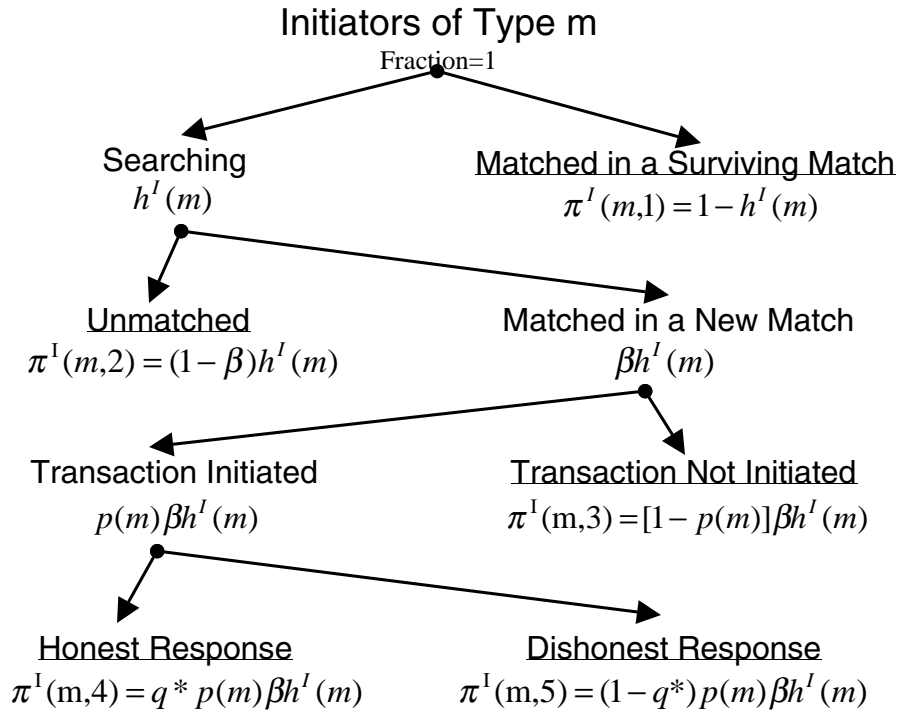 Initiators of Type m
Fraction=1
Searching
h^I(m)
Matched in a Surviving Match
π^I(m,1) = 1 − h^I(m)
Unmatched
π^I(m,2) = (1 − β)h^I(m)
Matched in a New Match
βh^I(m)
Transaction Initiated
p(m)βh^I(m)
Transaction Not Initiated
π^I(m,3) = [1 − p(m)]βh^I(m)
Honest Response
π^I(m,4) = q* p(m)βh^I(m)
Dishonest Response
π^I(m,5) = (1 − q*)p(m)βh^I(m)